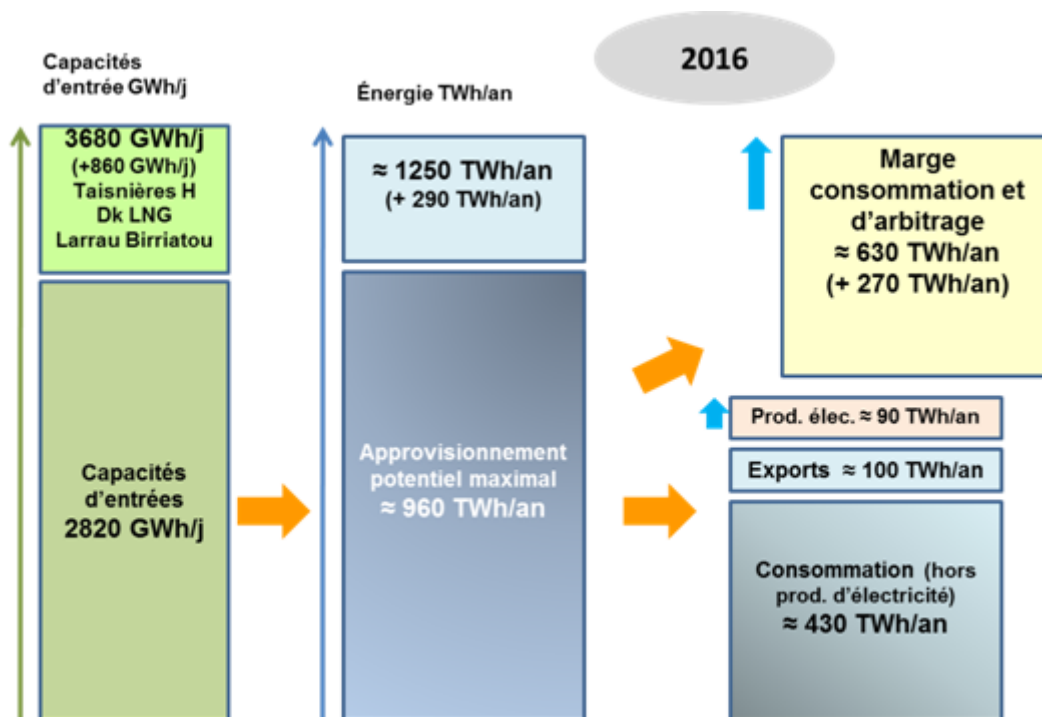 2016
Capacités
d'entrée GWh/j
Énergie TWh/an
3680 GWh/j
(+860 GWh/j)
Taisnières H
Dk LNG
Larrau Birriatou
≈ 1250 TWh/an
(+ 290 TWh/an)
Marge
consommation et
d'arbitrage
≈ 630 TWh/an
(+ 270 TWh/an)
Capacités
d'entrées
2820 GWh/j
Approvisionnement
potentiel maximal
≈ 960 TWh/an
Prod. élec. ≈ 90 TWh/an
Exports ≈ 100 TWh/an
Consommation (hors
prod. d'électricité)
≈ 430 TWh/an